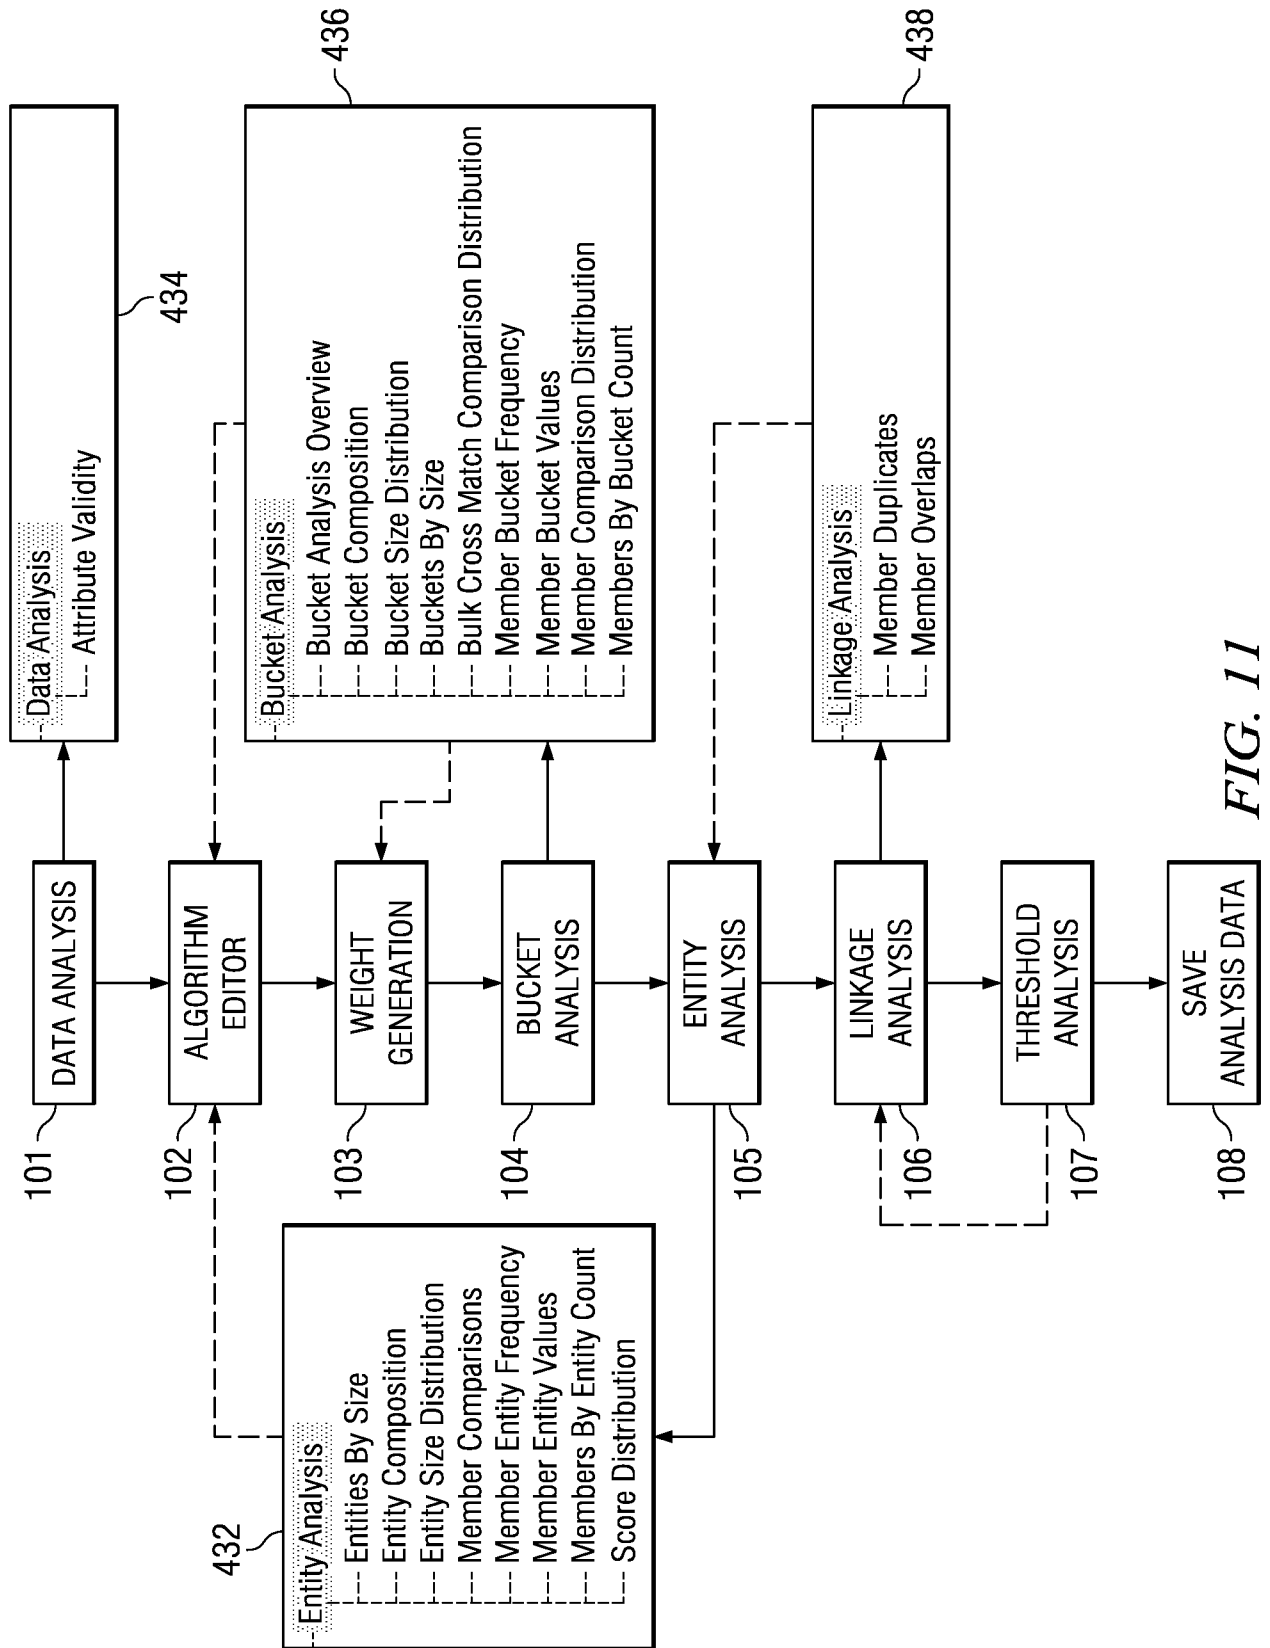 432
Entity Analysis
Entities By Size
Entity Composition
Entity Size Distribution
Member Comparisons
Member Entity Frequency
Member Entity Values
Members By Entity Count
Score Distribution
101
DATA ANALYSIS
102
ALGORITHM
EDITOR
103
WEIGHT
GENERATION
104
BUCKET
ANALYSIS
105
ENTITY
ANALYSIS
106
LINKAGE
ANALYSIS
107
THRESHOLD
ANALYSIS
108
SAVE
ANALYSIS DATA
Data Analysis
Attribute Validity
434
Bucket Analysis
Bucket Analysis Overview
Bucket Composition
Bucket Size Distribution
Buckets By Size
Bulk Cross Match Comparison Distribution
Member Bucket Frequency
Member Bucket Values
Member Comparison Distribution
Members By Bucket Count
436
Linkage Analysis
Member Duplicates
Member Overlaps
438
FIG. 11